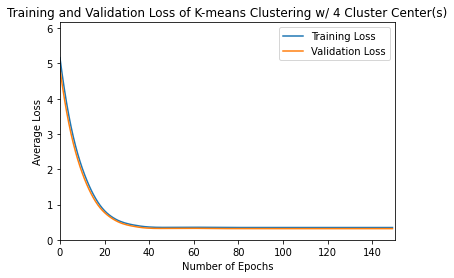 Training and Validation Loss of K-means Clustering w/ 4 Cluster Center(s)
6
5
4
3
2
1
0
Average Loss
Training Loss
Validation Loss
0 20 40 60 80 100 120 140
Number of Epochs